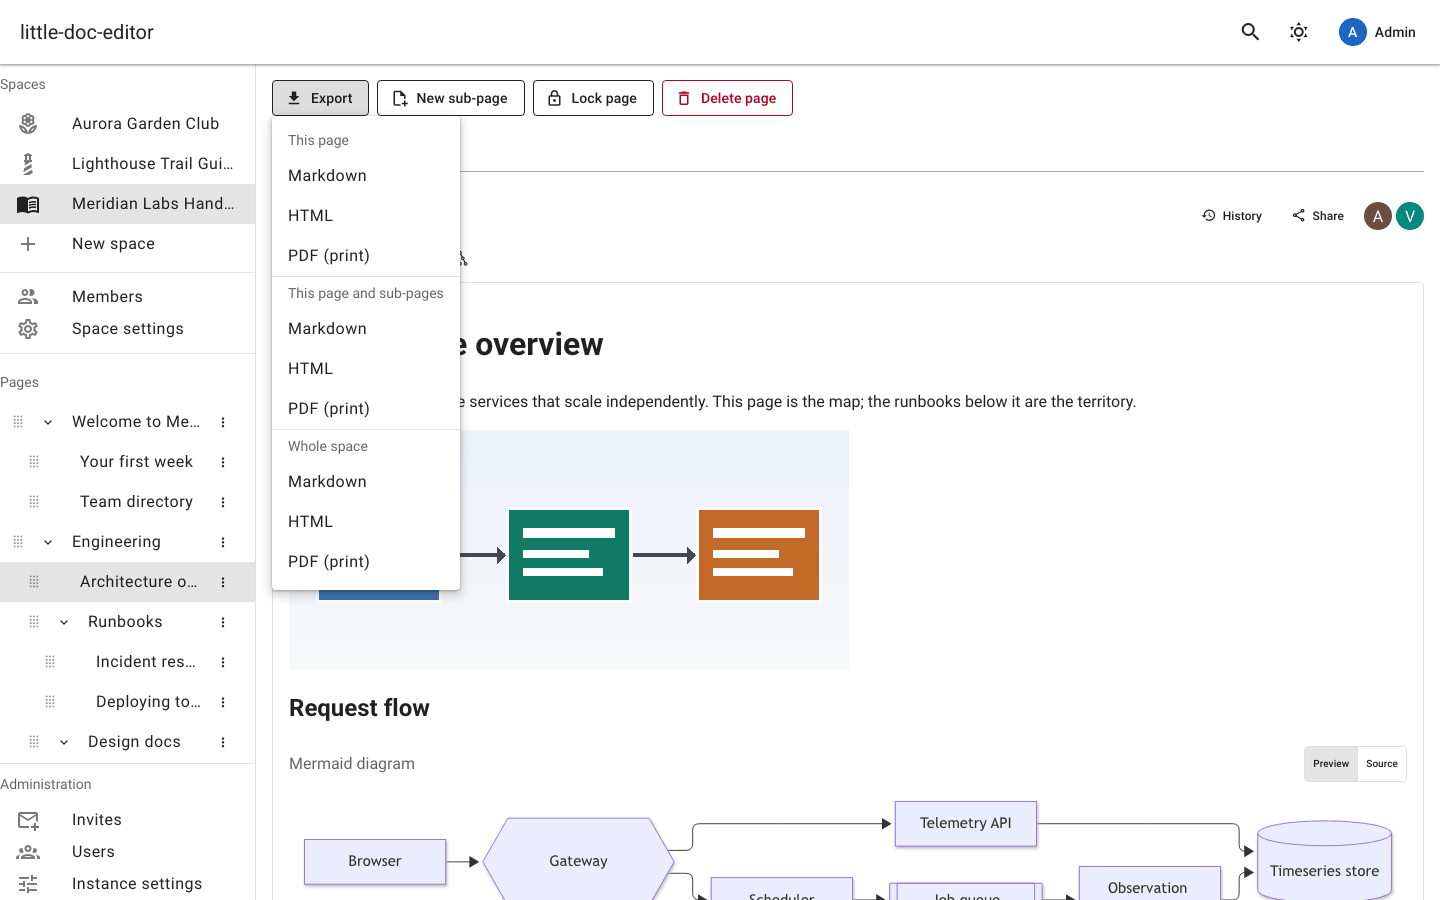 little-doc-editor
A
Admin
Spaces
Aurora Garden Club
Lighthouse Trail Gui…
Meridian Labs Hand…
New space
Members
Space settings
Pages
Welcome to Me…
Your first week
Team directory
Engineering
Architecture o…
Runbooks
Incident res…
Deploying to…
Design docs
Administration
Invites
Users
Instance settings
Export
New sub-page
Lock page
Delete page
This page
Markdown
HTML
PDF (print)
This page and sub-pages
Markdown
HTML
PDF (print)
Whole space
Markdown
HTML
PDF (print)
History
Share
A
V
overview
services that scale independently. This page is the map; the runbooks below it are the territory.
Request flow
Mermaid diagram
Preview
Source
Browser
Gateway
Telemetry API
Scheduler
Job queue
Observation
Timeseries store